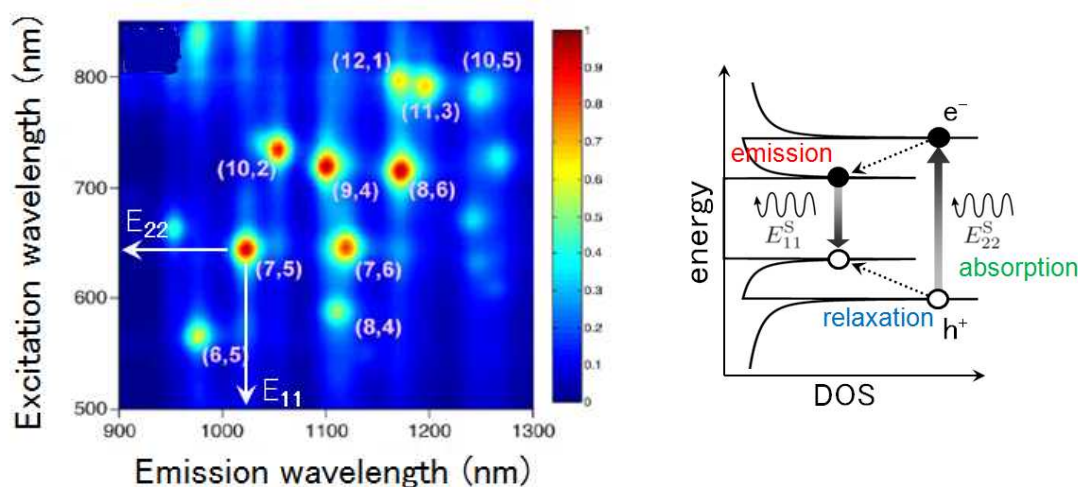 Excitation wavelength (nm)
800
700
600
500
900
1000
1100
1200
1300
Emission wavelength (nm)
(12,1)
(10,5)
(11,3)
(10,2)
(9,4)
(8,6)
E22
(7,5)
(7,6)
(8,4)
(6,5)
E11
1
0.9
0.8
0.7
0.6
0.5
0.4
0.3
0.2
0.1
0
energy
e⁻
emission
E^S_11
E^S_22
absorption
relaxation
h⁺
DOS